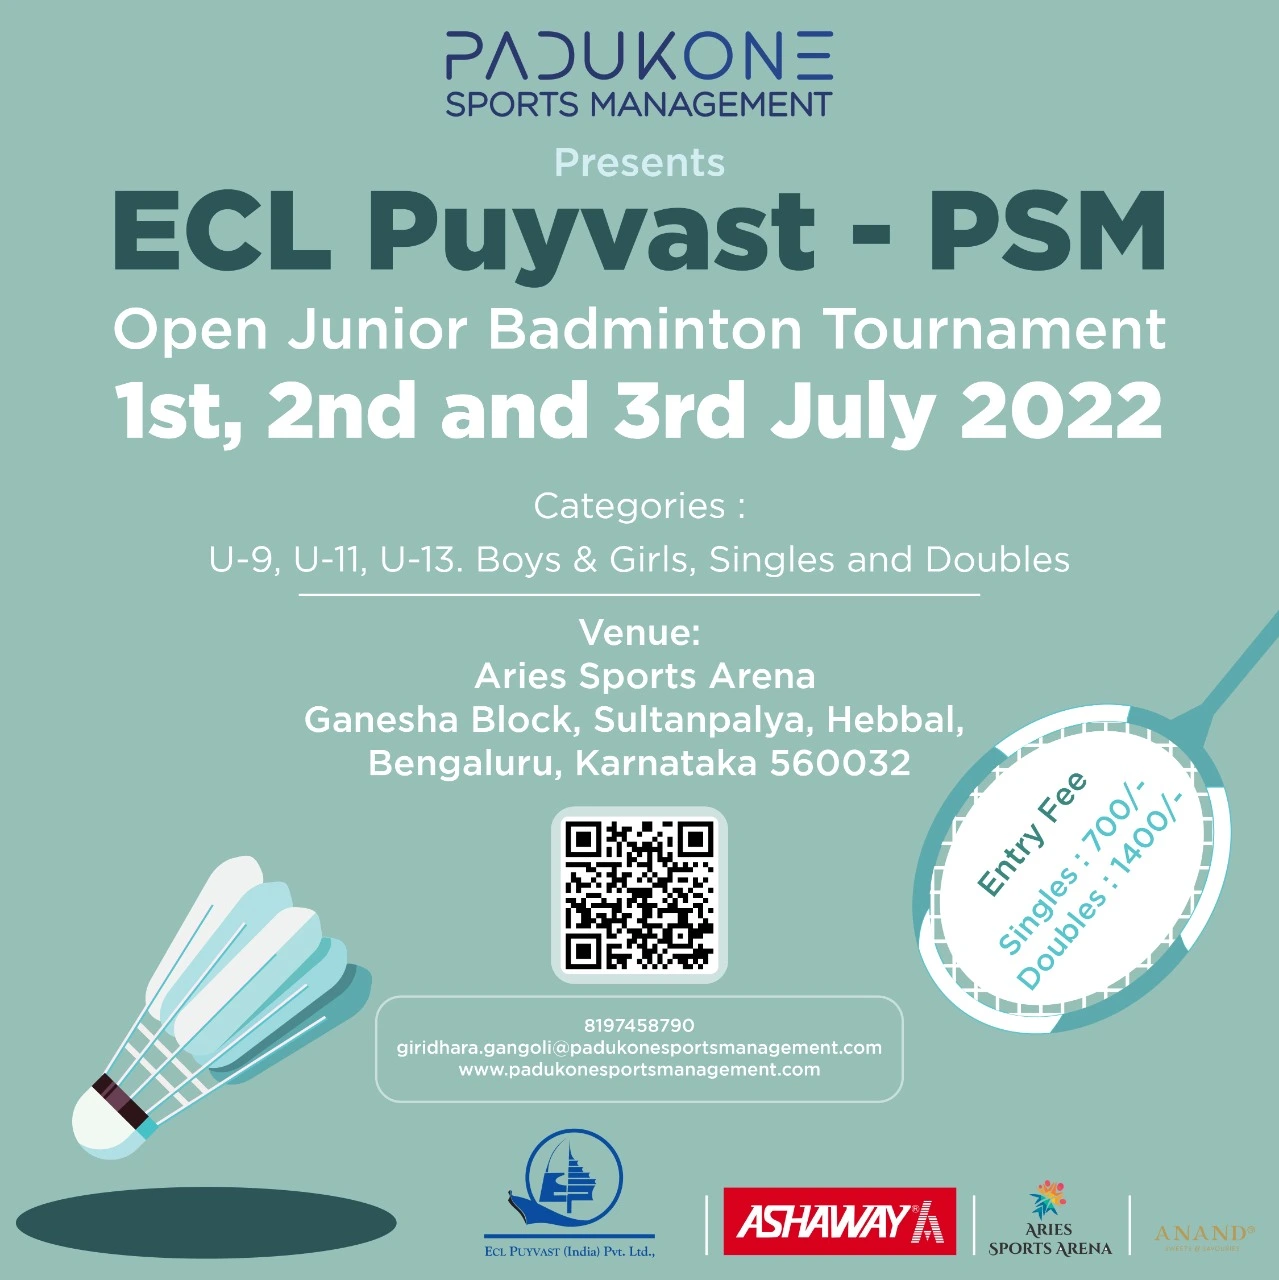 PADUKONE
SPORTS MANAGEMENT
Presents
ECL Puyvast - PSM
Open Junior Badminton Tournament
1st, 2nd and 3rd July 2022
Categories :
U-9, U-11, U-13. Boys & Girls, Singles and Doubles
Venue:
Aries Sports Arena
Ganesha Block, Sultanpalya, Hebbal,
Bengaluru, Karnataka 560032
Entry Fee
Singles : 700/-
Doubles : 1400/-
8197458790
giridhara.gangoli@padukonesportsmanagement.com
www.padukonesportsmanagement.com
ECL PUYVAST (India) Pvt. Ltd.,
ASHAWAY®
ARIES
SPORTS ARENA
ANAND®